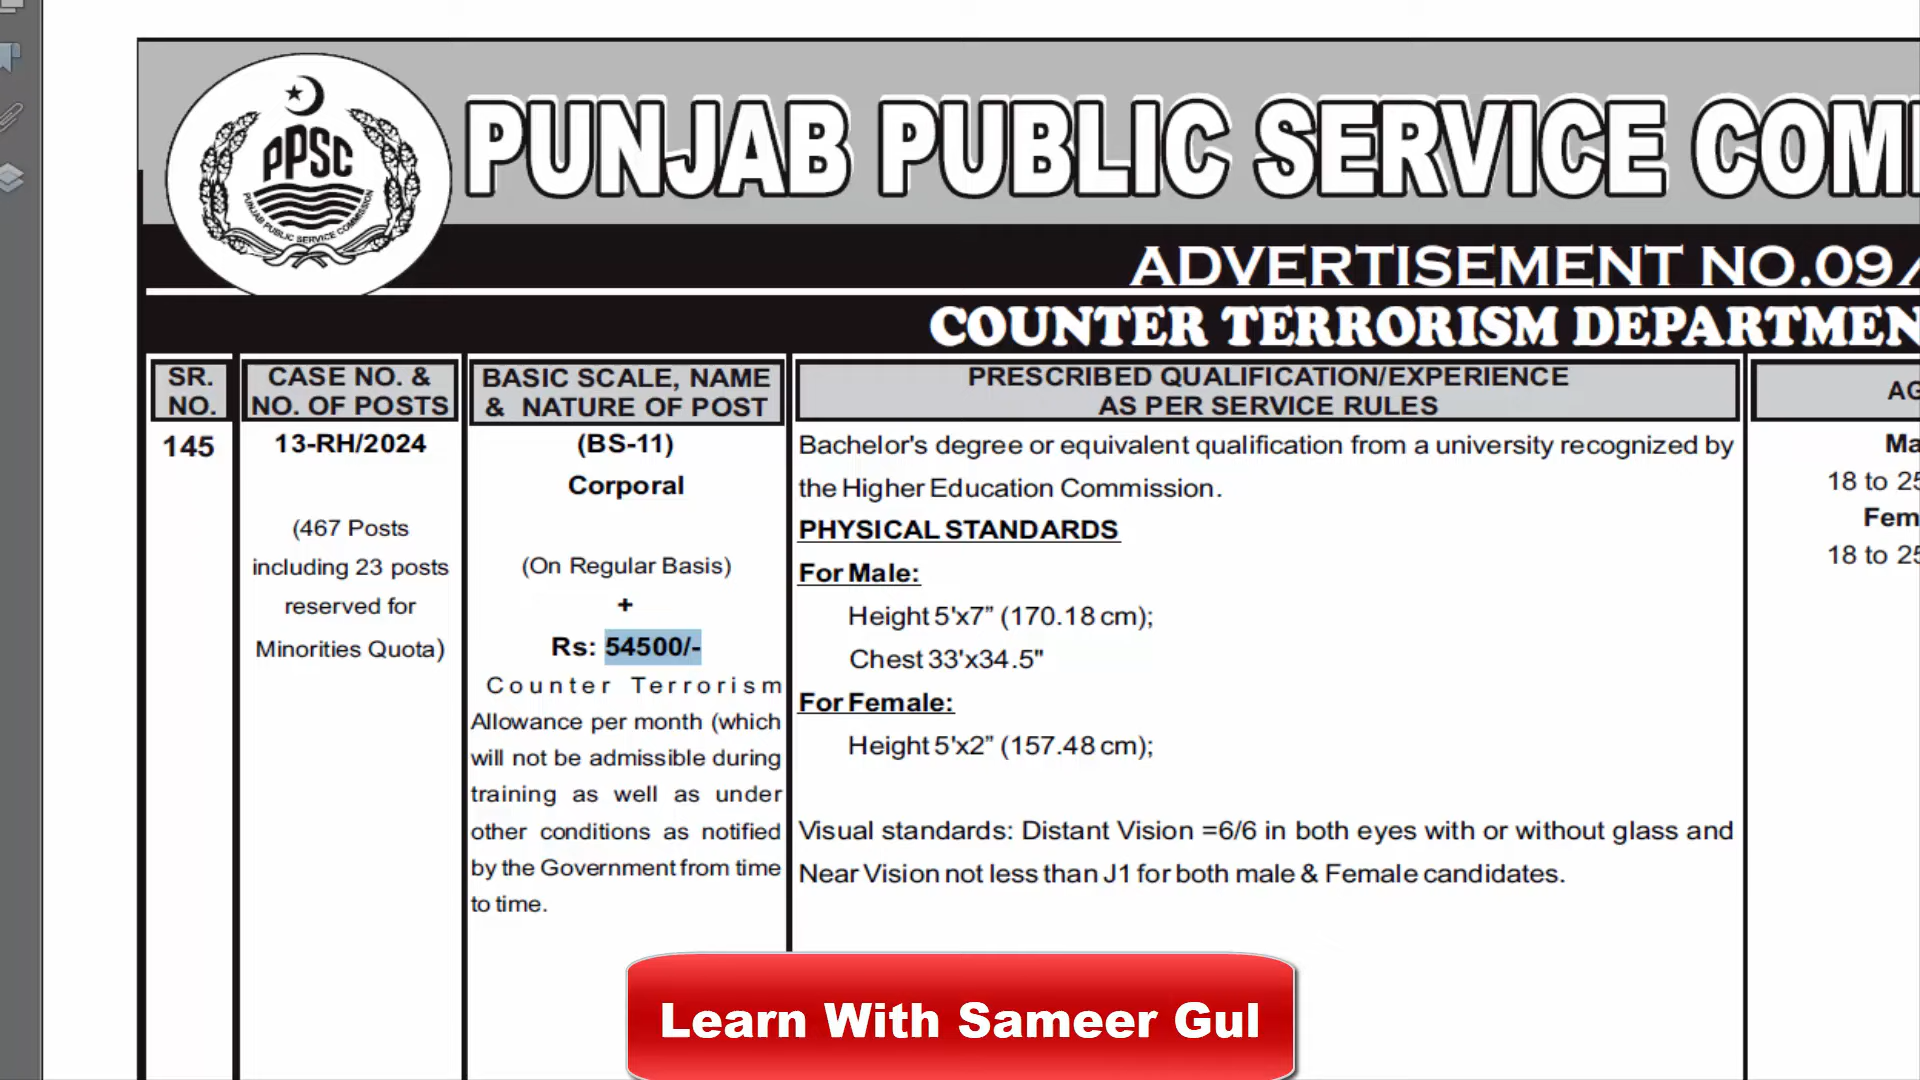 PPSC
PUNJAB PUBLIC SERVICE COMMISSION
PUNJAB PUBLIC SERVICE
ADVERTISEMENT NO.09/
COUNTER TERRORISM
SR. NO.
CASE NO. & NO. OF POSTS
BASIC SCALE, NAME & NATURE OF POST
PRESCRIBED QUALIFICATION/EXPERIENCE AS PER SERVICE RULES
145
13-RH/2024
(467 Posts
including 23 posts
reserved for
Minorities Quota)
(BS-11)
Corporal
(On Regular Basis)
+
Rs: 54500/-
Counter Terrorism
Allowance per month (which
will not be admissible during
training as well as under
other conditions as notified
by the Government from time
to time.
Bachelor's degree or equivalent qualification from a university recognized by
the Higher Education Commission.
PHYSICAL STANDARDS
For Male:
Height 5'x7” (170.18 cm);
Chest 33'x34.5"
For Female:
Height 5'x2” (157.48 cm);
Visual standards: Distant Vision =6/6 in both eyes with or without glass and
Near Vision not less than J1 for both male & Female candidates.
18 to 25
18 to 25
Learn With Sameer Gul